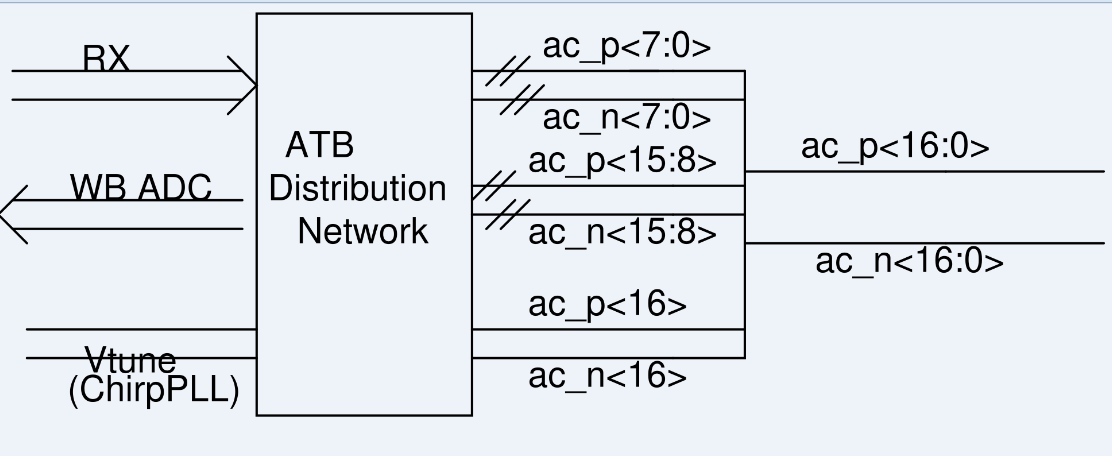 RX
WB ADC
Vtune
(ChirpPLL)
ATB
Distribution
Network
ac_p<7:0>
ac_n<7:0>
ac_p<15:8>
ac_n<15:8>
ac_p<16>
ac_n<16>
ac_p<16:0>
ac_n<16:0>